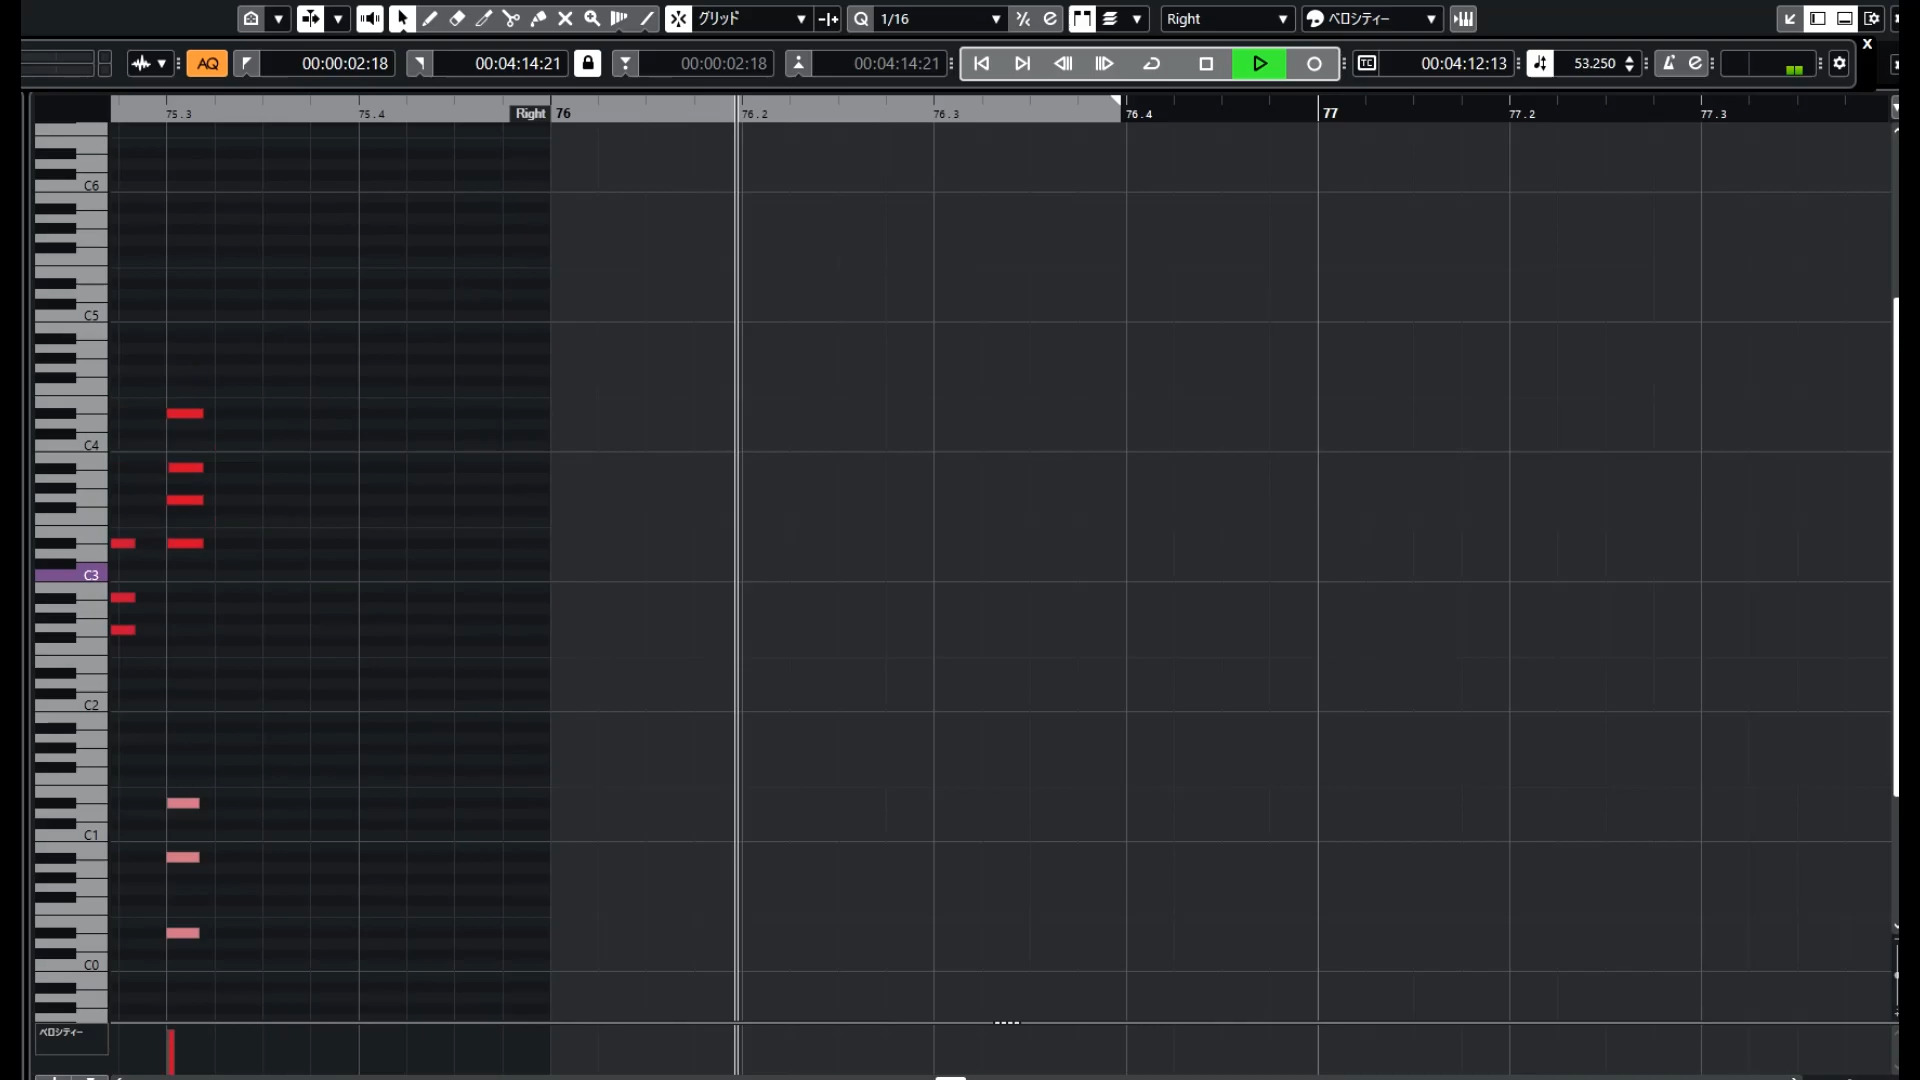 グリッド Q 1/16 Right ベロシティー
AQ 00:00:02:18 00:04:14:21 00:00:02:18 00:04:14:21 TC 00:04:12:13 53.250 X
75.3 75.4 Right 76 76.2 76.3 76.4 77 77.2 77.3
C6
C5
C4
C3
C2
C1
C0
ベロシティー